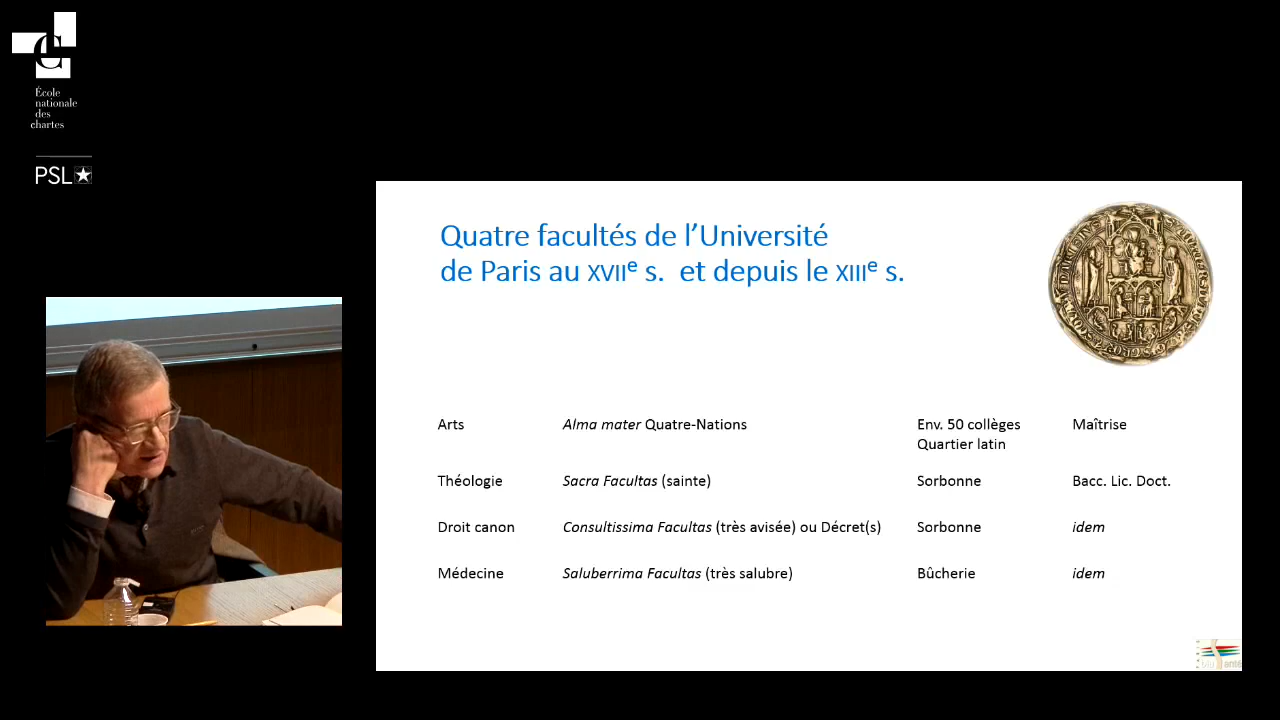 École
nationale
des
chartes
PSL
Quatre facultés de l’Université
de Paris au XVIIe s. et depuis le XIIIe s.
Arts Alma mater Quatre-Nations Env. 50 collèges Maîtrise
Quartier latin
Théologie Sacra Facultas (sainte) Sorbonne Bacc. Lic. Doct.
Droit canon Consultissima Facultas (très avisée) ou Décret(s) Sorbonne idem
Médecine Saluberrima Facultas (très salubre) Bûcherie idem